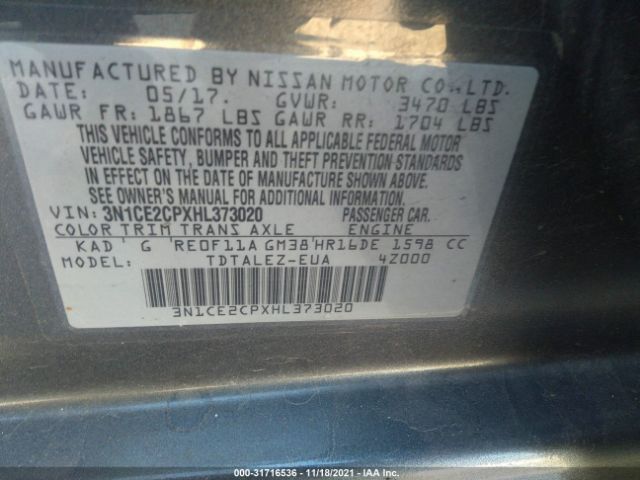 MANUFACTURED BY NISSAN MOTOR CO.,LTD.
DATE: 05/17. GVWR: 3470 LBS
GAWR FR: 1867 LBS GAWR RR: 1704 LBS
THIS VEHICLE CONFORMS TO ALL APPLICABLE FEDERAL MOTOR
VEHICLE SAFETY, BUMPER AND THEFT PREVENTION STANDARDS
IN EFFECT ON THE DATE OF MANUFACTURE SHOWN ABOVE.
SEE OWNER'S MANUAL FOR ADDITIONAL INFORMATION.
VIN: 3N1CE2CPXHL373020 PASSENGER CAR.
COLOR TRIM TRANS AXLE ENGINE
KAD ' G 'RE0F11A GM38'HR16DE 1598 CC
MODEL: TDTALEZ-EUA 4Z000
3N1CE2CPXHL373020
000-31716536 - 11/18/2021 - IAA Inc.